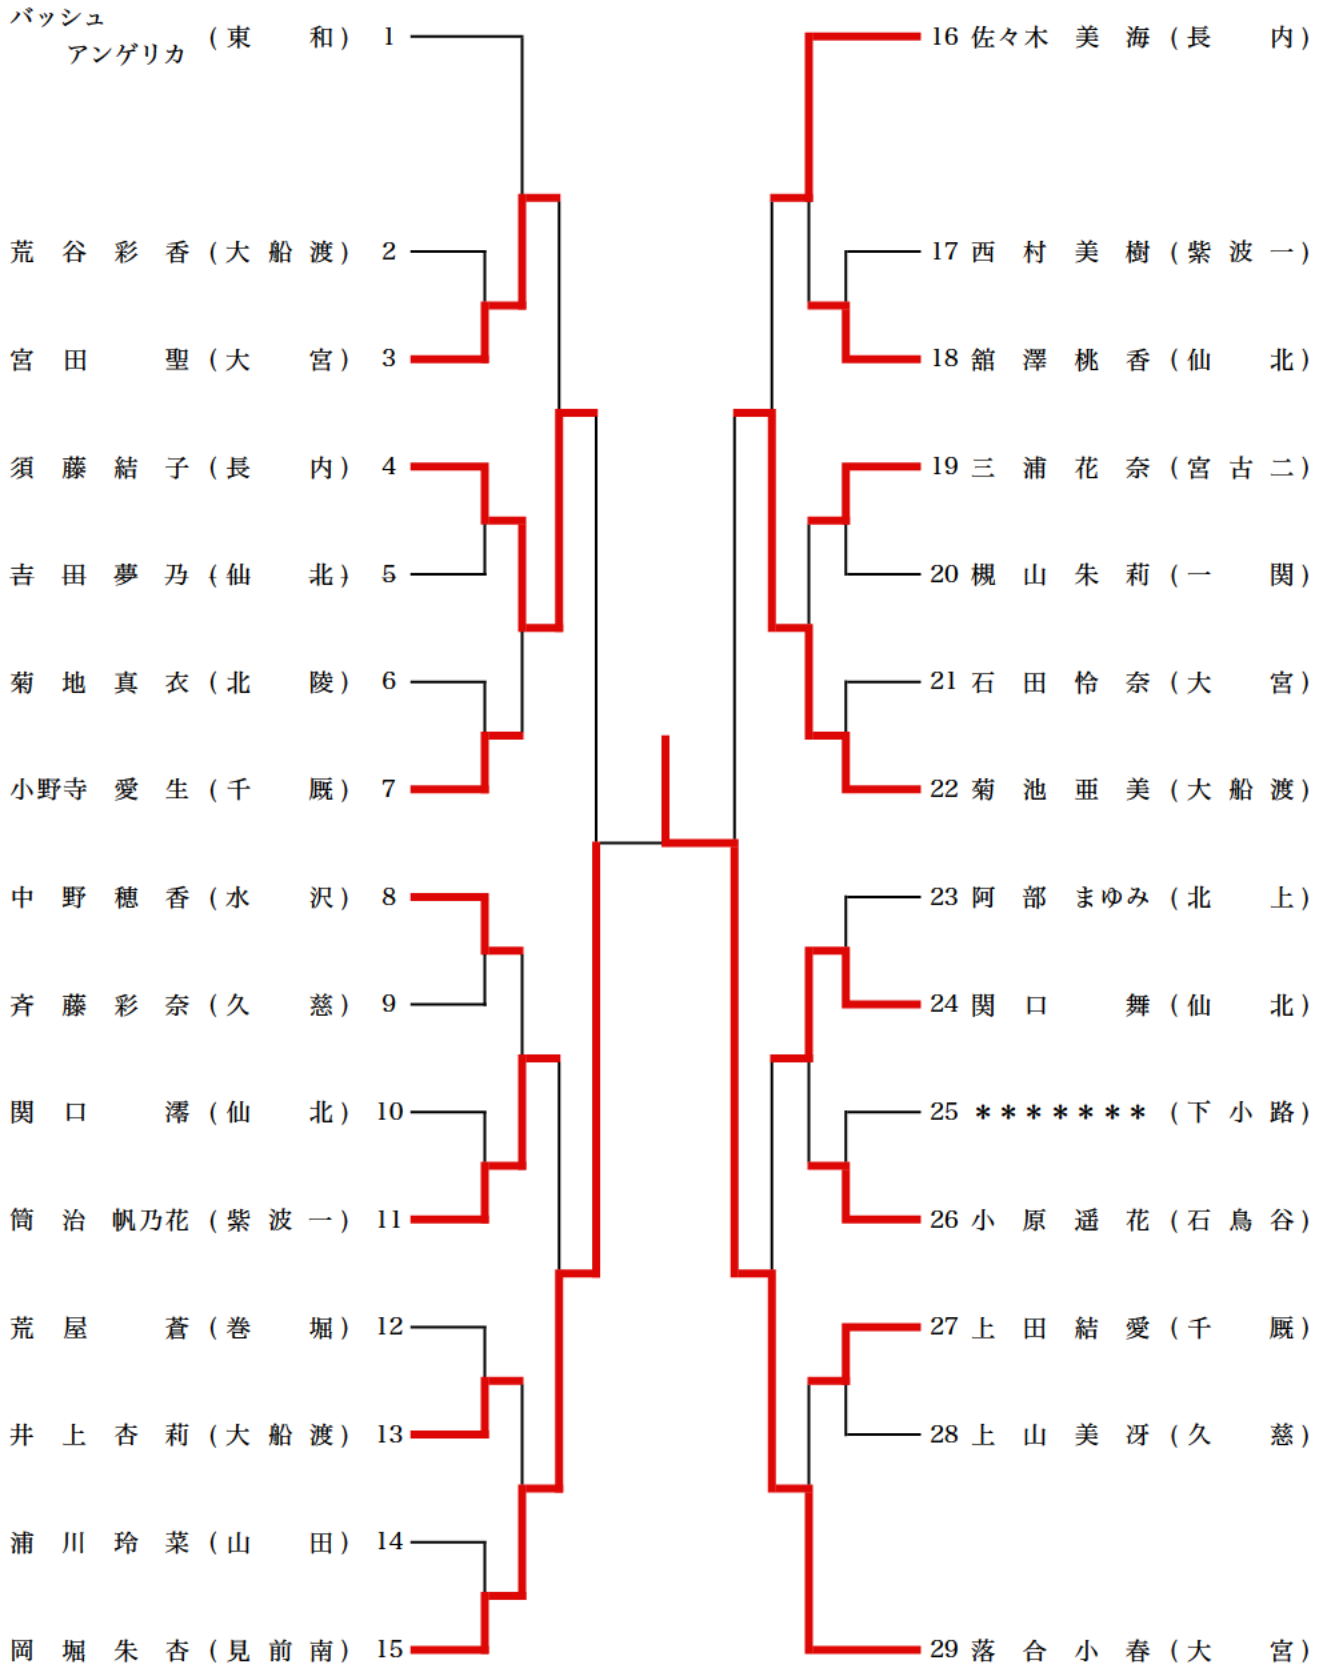 バッシュ
アンゲリカ (東和) 1
荒谷彩香 (大船渡) 2
宮田聖 (大宮) 3
須藤結子 (長内) 4
吉田夢乃 (仙北) 5
菊地真衣 (北陵) 6
小野寺愛生 (千厩) 7
中野穂香 (水沢) 8
斉藤彩奈 (久慈) 9
関口澪 (仙北) 10
筒治帆乃花 (紫波一) 11
荒屋蒼 (巻堀) 12
井上杏莉 (大船渡) 13
浦川玲菜 (山田) 14
岡堀朱杏 (見前南) 15
16 佐々木美海 (長内)
17 西村美樹 (紫波一)
18 舘澤桃香 (仙北)
19 三浦花奈 (宮古二)
20 槻山朱莉 (一関)
21 石田怜奈 (大宮)
22 菊池亜美 (大船渡)
23 阿部まゆみ (北上)
24 関口舞 (仙北)
25 ******* (下小路)
26 小原遥花 (石鳥谷)
27 上田結愛 (千厩)
28 上山美冴 (久慈)
29 落合小春 (大宮)